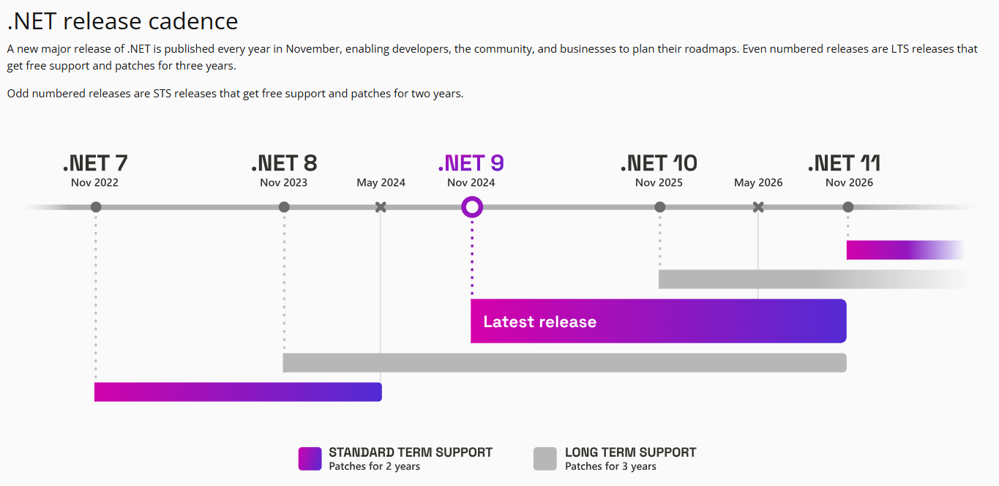 .NET release cadence
A new major release of .NET is published every year in November, enabling developers, the community, and businesses to plan their roadmaps. Even numbered releases are LTS releases that
get free support and patches for three years.
Odd numbered releases are STS releases that get free support and patches for two years.
.NET 7 .NET 8 .NET 9 .NET 10 .NET 11
Nov 2022 Nov 2023 May 2024 Nov 2024 Nov 2025 May 2026 Nov 2026
Latest release
STANDARD TERM SUPPORT LONG TERM SUPPORT
Patches for 2 years Patches for 3 years